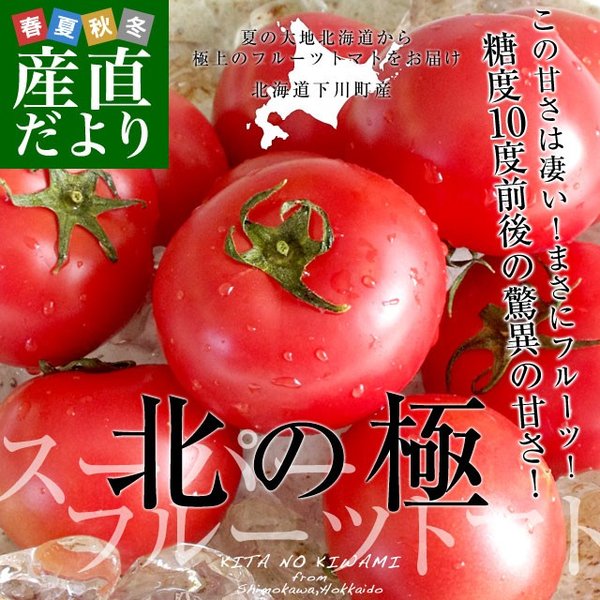 春夏秋冬
産直
だより
夏の大地北海道から
極上のフルーツトマトをお届け
北海道下川町産
この甘さは凄い!まさにフルーツ!
糖度10度前後の驚異の甘さ!
北の極
スーパー
フルーツトマト
KITA NO KIWAMI
from
Shimokawa,Hokkaido